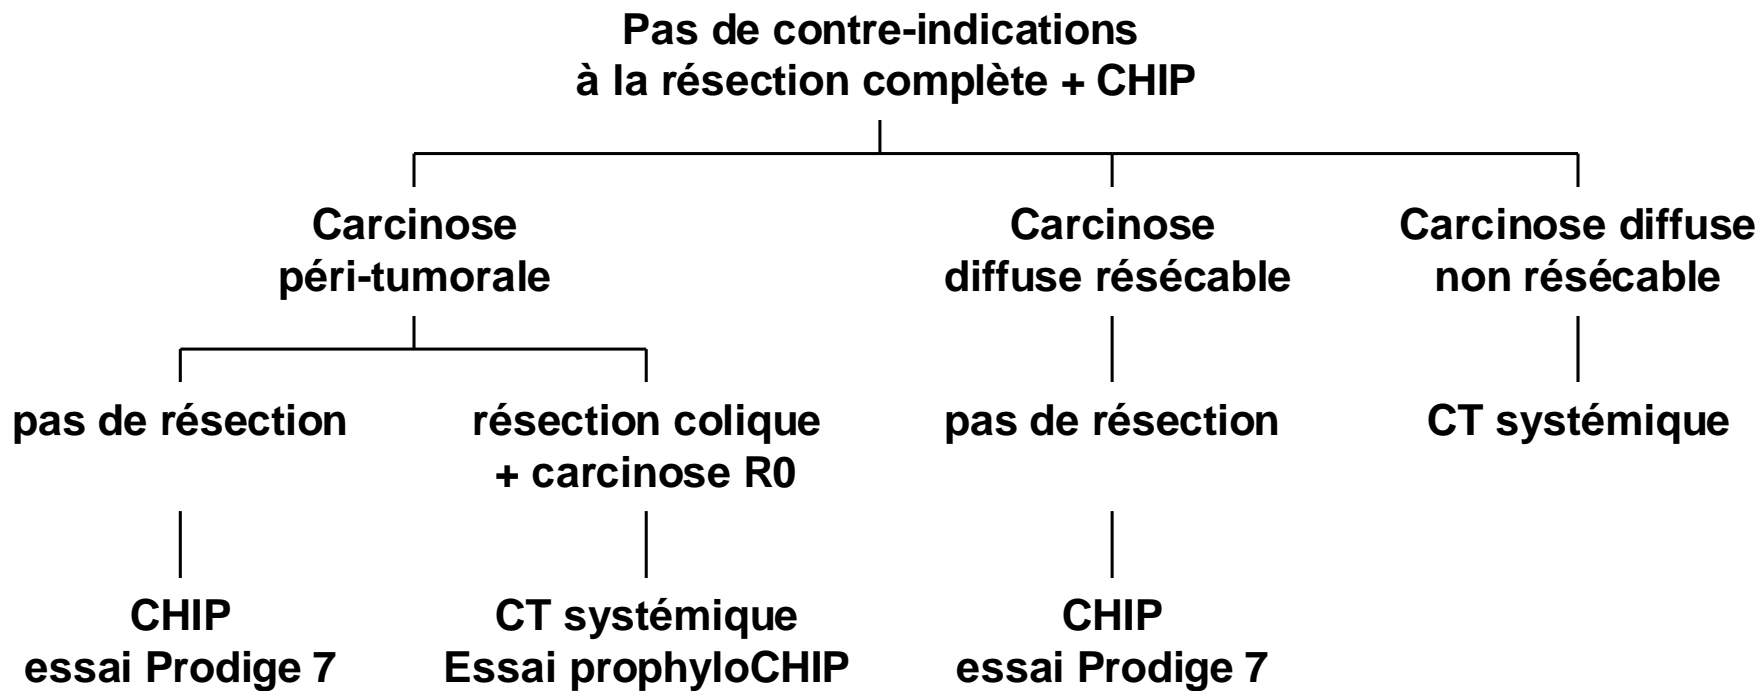 Pas de contre-indications
à la résection complète + CHIP
Carcinose
péri-tumorale
Carcinose
diffuse résécable
Carcinose diffuse
non résécable
pas de résection
résection colique
+ carcinose R0
pas de résection
CT systémique
CHIP
essai Prodige 7
CT systémique
Essai prophyloCHIP
CHIP
essai Prodige 7